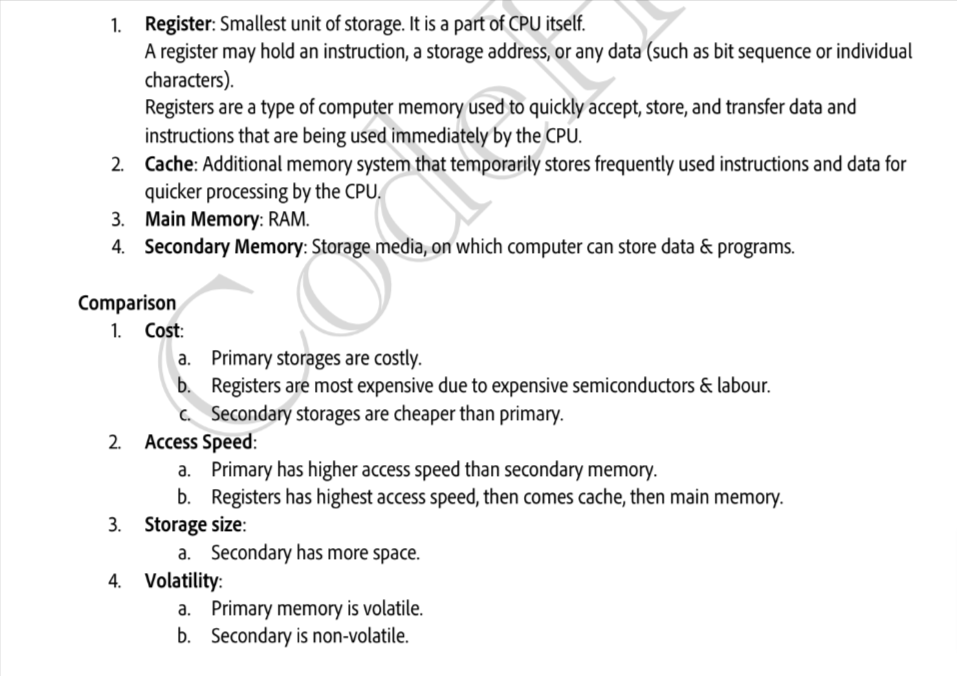 1. Register: Smallest unit of storage. It is a part of CPU itself.
A register may hold an instruction, a storage address, or any data (such as bit sequence or individual
characters).
Registers are a type of computer memory used to quickly accept, store, and transfer data and
instructions that are being used immediately by the CPU.
2. Cache: Additional memory system that temporarily stores frequently used instructions and data for
quicker processing by the CPU.
3. Main Memory: RAM.
4. Secondary Memory: Storage media, on which computer can store data & programs.
Comparison
1. Cost:
a. Primary storages are costly.
b. Registers are most expensive due to expensive semiconductors & labour.
c. Secondary storages are cheaper than primary.
2. Access Speed:
a. Primary has higher access speed than secondary memory.
b. Registers has highest access speed, then comes cache, then main memory.
3. Storage size:
a. Secondary has more space.
4. Volatility:
a. Primary memory is volatile.
b. Secondary is non-volatile.